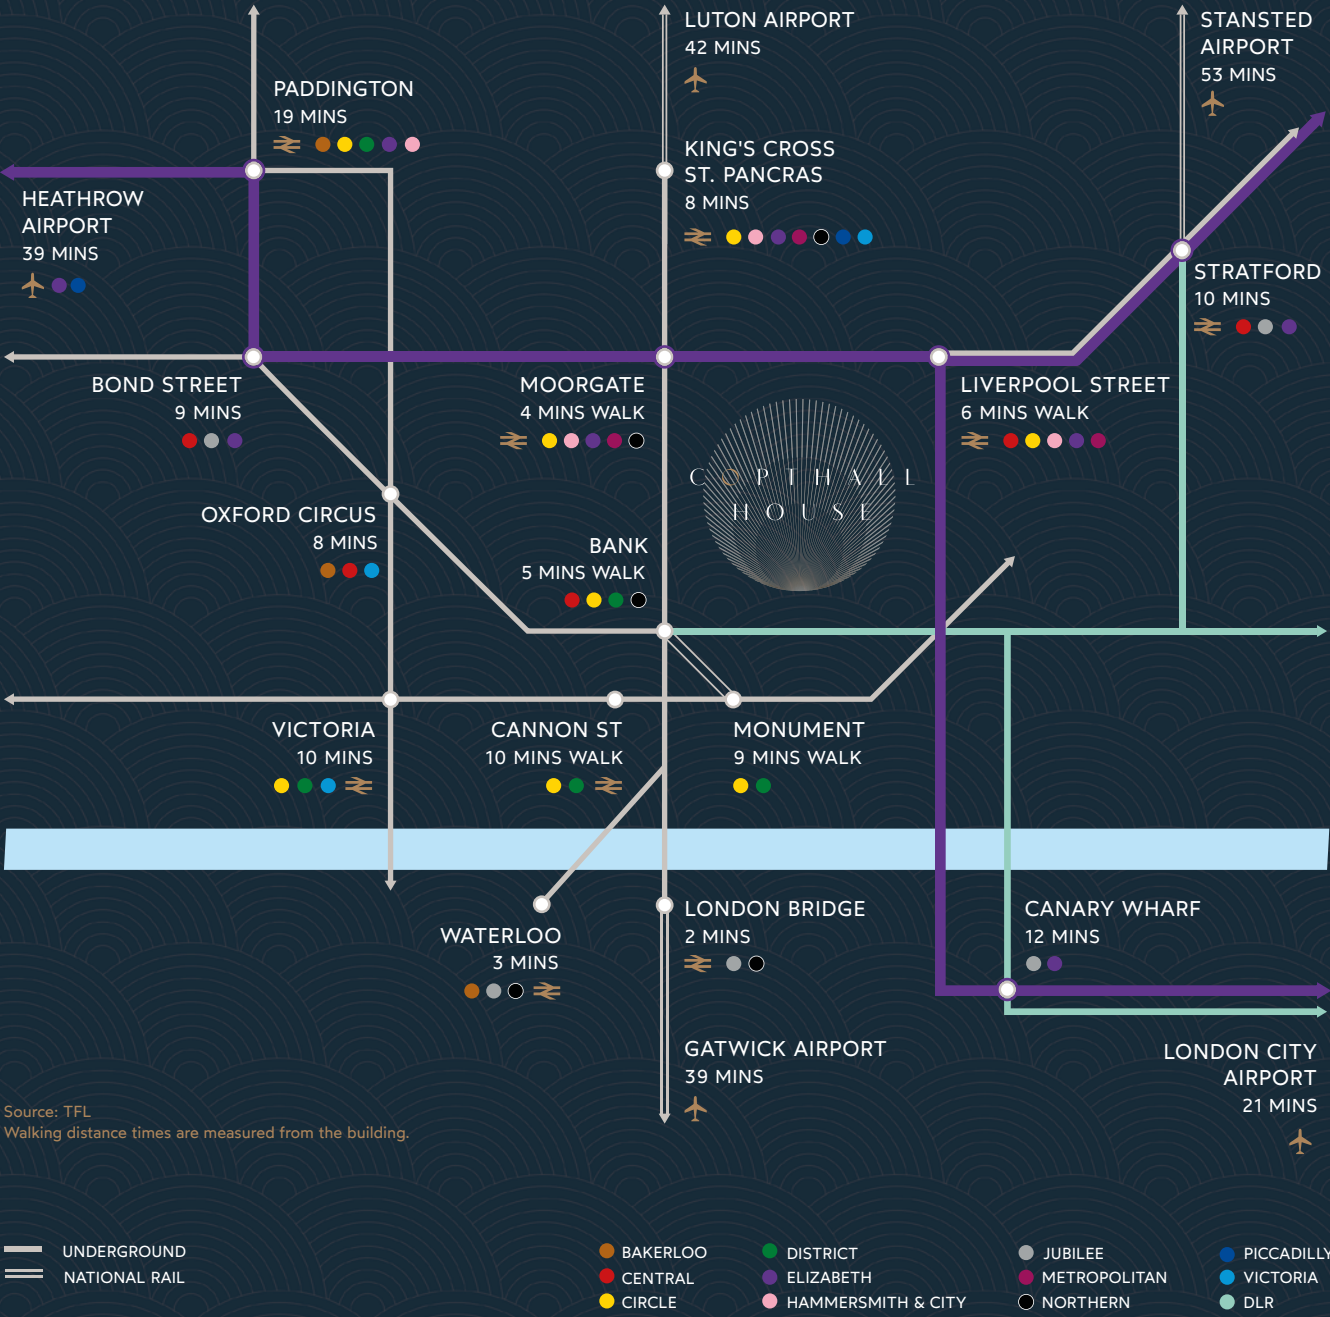 LUTON AIRPORT
42 MINS
STANSTED
AIRPORT
53 MINS
PADDINGTON
19 MINS
KING'S CROSS
ST. PANCRAS
8 MINS
HEATHROW
AIRPORT
39 MINS
STRATFORD
10 MINS
BOND STREET
9 MINS
MOORGATE
4 MINS WALK
LIVERPOOL STREET
6 MINS WALK
COPTHALL
HOUSE
OXFORD CIRCUS
8 MINS
BANK
5 MINS WALK
VICTORIA
10 MINS
CANNON ST
10 MINS WALK
MONUMENT
9 MINS WALK
WATERLOO
3 MINS
LONDON BRIDGE
2 MINS
CANARY WHARF
12 MINS
GATWICK AIRPORT
39 MINS
LONDON CITY
AIRPORT
21 MINS
Source: TFL
Walking distance times are measured from the building.
UNDERGROUND
NATIONAL RAIL
BAKERLOO
CENTRAL
CIRCLE
DISTRICT
ELIZABETH
HAMMERSMITH & CITY
JUBILEE
METROPOLITAN
NORTHERN
PICCADILLY
VICTORIA
DLR